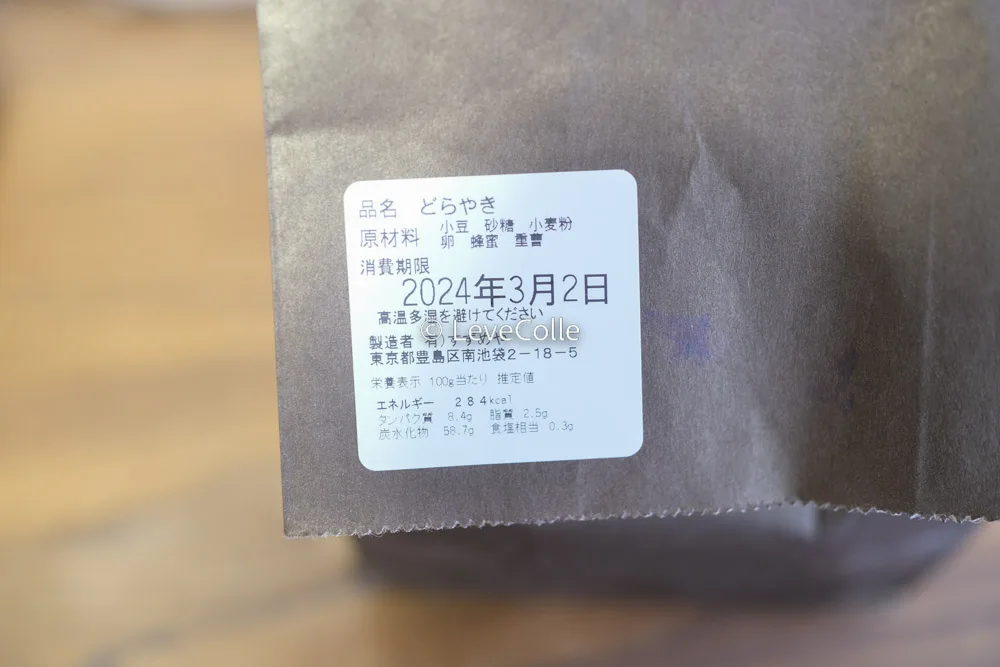 品名 どらやき
原材料 小豆 砂糖 小麦粉
卵 蜂蜜 重曹
消費期限
2024年3月2日
高温多湿を避けてください
© LeveColle
製造者 有)すずめや
東京都豊島区南池袋2-18-5
栄養表示 100g当たり 推定値
エネルギー 284kcal
タンパク質 8.4g 脂質 2.5g
炭水化物 58.7g 食塩相当 0.3g